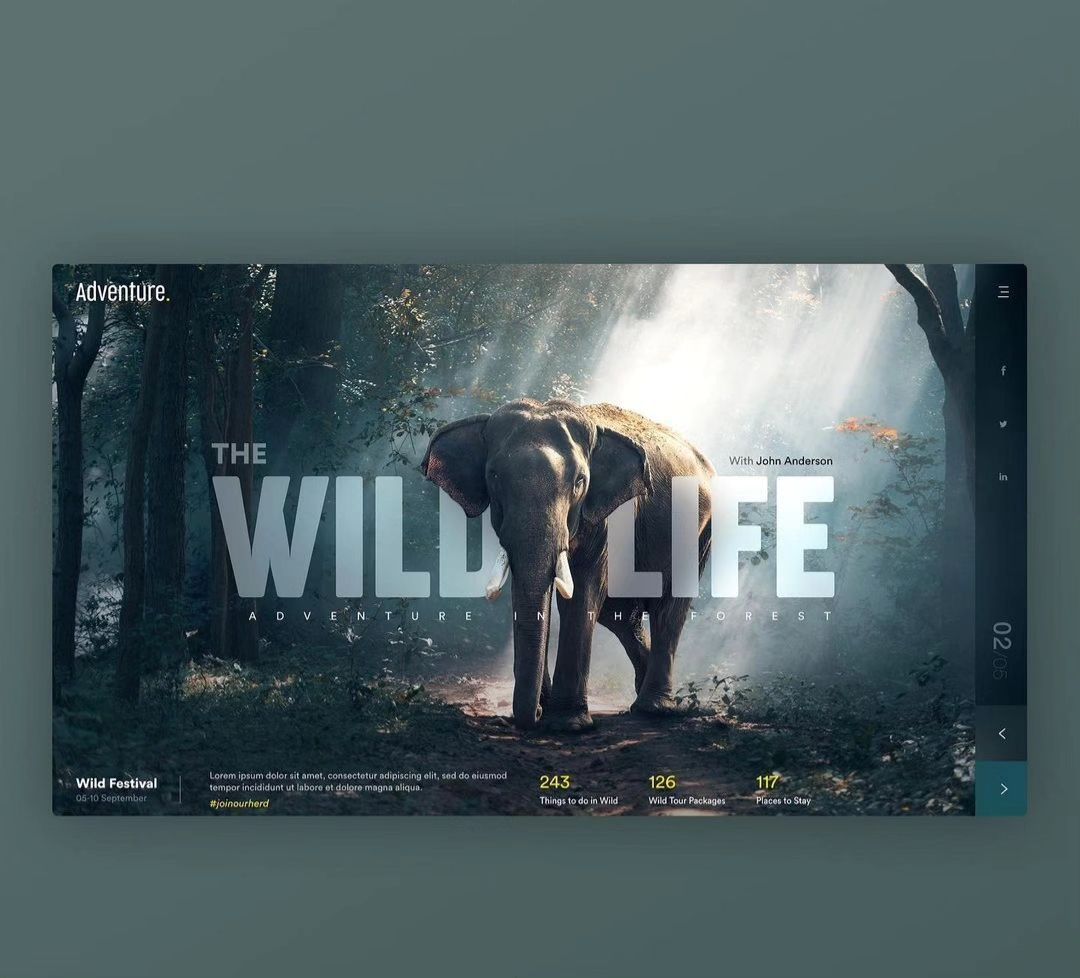 Adventure.
THE
With John Anderson
WILD LIFE
ADVENTURE IN THE FOREST
02/05
Wild Festival
05-10 September
Lorem ipsum dolor sit amet, consectetur adipiscing elit, sed do eiusmod
tempor incididunt ut labore et dolore magna aliqua.
#joinourherd
243
Things to do in Wild
126
Wild Tour Packages
117
Places to Stay
f
in